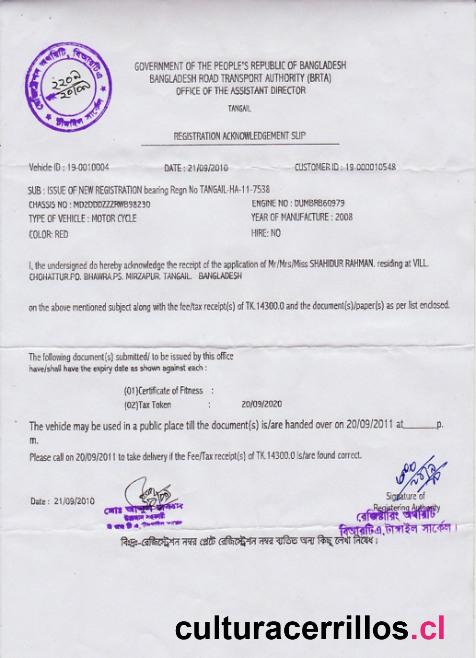 GOVERNMENT OF THE PEOPLE'S REPUBLIC OF BANGLADESH
BANGLADESH ROAD TRANSPORT AUTHORITY (BRTA)
OFFICE OF THE ASSISTANT DIRECTOR
TANGAIL
REGISTRATION ACKNOWLEDGEMENT SLIP
Vehicle ID : 19-0010004 DATE : 21/09/2010 CUSTOMER ID : 19-000010548
SUB : ISSUE OF NEW REGISTRATION bearing Regn No TANGAIL-HA-11-7538
CHASSIS NO : MD2DDDZZZRWB98230 ENGINE NO : DUMBRB60979
TYPE OF VEHICLE : MOTOR CYCLE YEAR OF MANUFACTURE : 2008
COLOR: RED HIRE: NO
I, the undersigned do hereby acknowledge the receipt of the application of Mr/Mrs/Miss SHAHIDUR RAHMAN. residing at VILL.
CHOHATTUR.PO. BHAWRA.PS. MIRZAPUR. TANGAIL. BANGLADESH
on the above mentioned subject along with the fee/tax receipt(s) of TK.14300.0 and the document(s)/paper(s) as per list enclosed.
The following document(s) submitted/ to be issued by this office
have/shall have the expiry date as shown against each :
(01)Certificate of Fitness :
(02)Tax Token : 20/09/2020
The vehicle may be used in a public place till the document(s) is/are handed over on 20/09/2011 at______p.
m.
Please call on 20/09/2011 to take delivery if the Fee/Tax receipt(s) of TK.14300.0 is/are found correct.
Date : 21/09/2010
Signature of
Registering Authority
রেজিস্ট্রারিং অথরিটি
বিআরটিএ, টাঙ্গাইল সার্কেল।
বিঃদ্রঃ-রেজিস্ট্রেশন নম্বর প্লেটে রেজিস্ট্রেশন নম্বর ব্যতিত অন্য কিছু লেখা নিষেধ।
culturacerrillos.cl